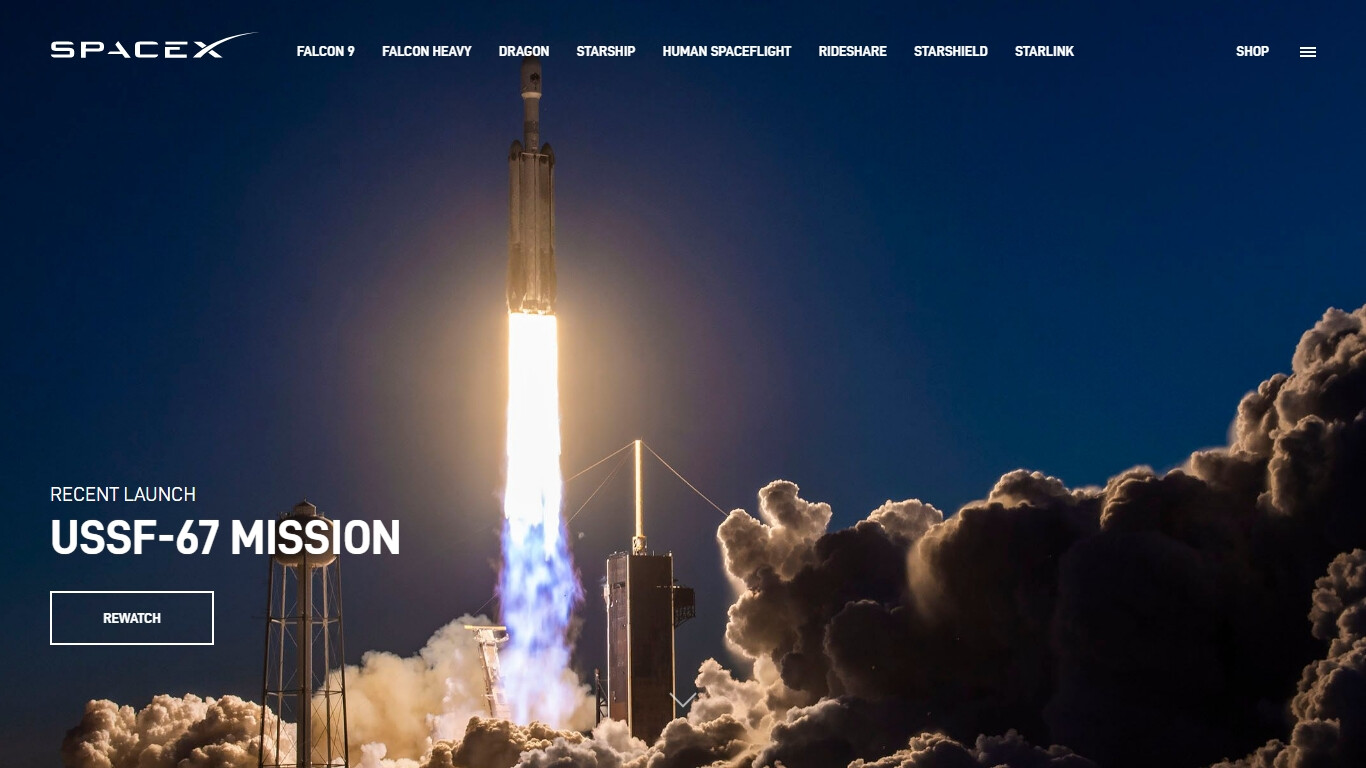 SPACEX
FALCON 9 FALCON HEAVY DRAGON STARSHIP HUMAN SPACEFLIGHT RIDESHARE STARSHIELD STARLINK SHOP
RECENT LAUNCH
USSF-67 MISSION
REWATCH